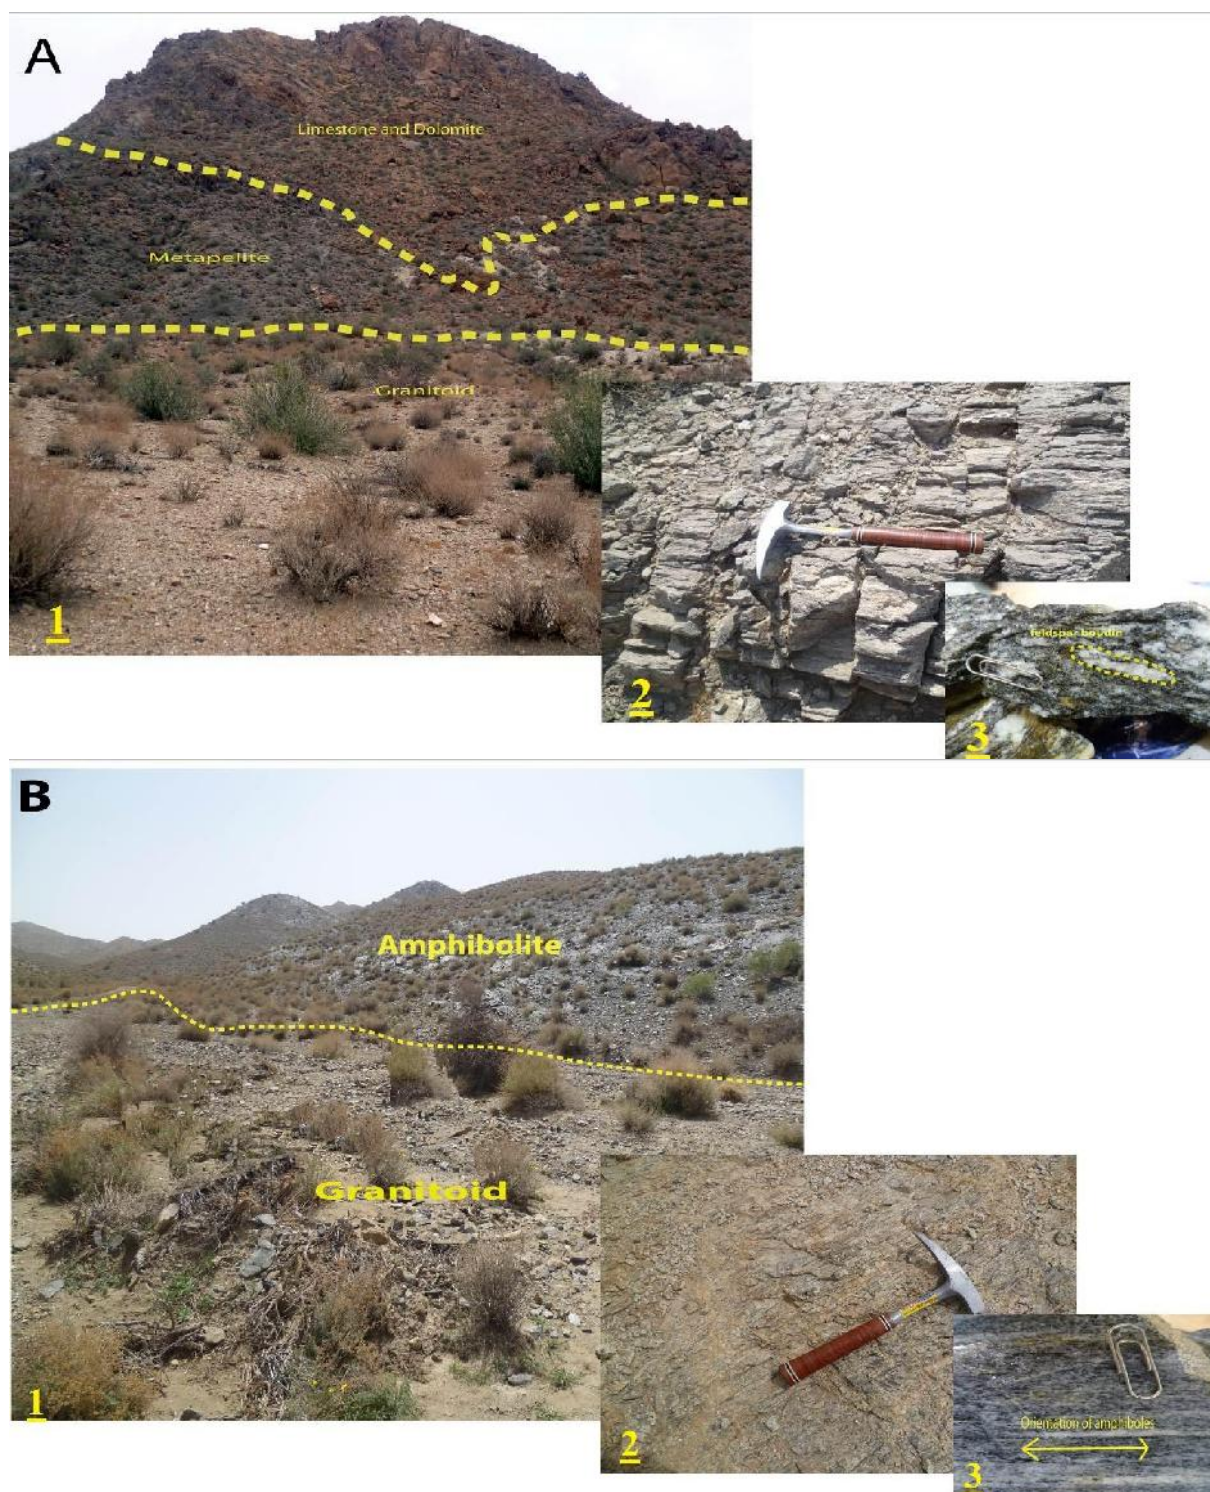 A
Limestone and Dolomite
Metapelite
Granitoid
1
2
feldspar boudin
3
B
Amphibolite
Granitoid
1
2
Orientation of amphiboles
3